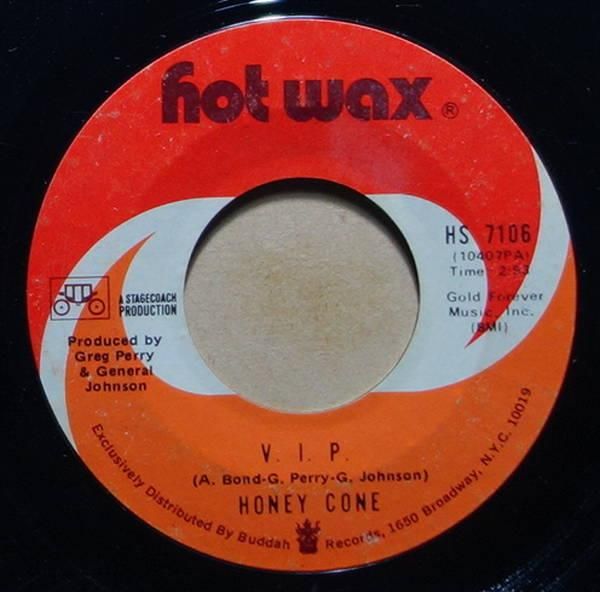 hot wax ®
HS 7106
(10407PA)
Time 2:53
Gold Forever
Music, Inc.
(BMI)
A STAGECOACH
PRODUCTION
Produced by
Greg Perry
& General
Johnson
V. I. P.
(A. Bond-G. Perry-G. Johnson)
HONEY CONE
Exclusively Distributed By Buddah Records, 1650 Broadway, N.Y.C. 10019